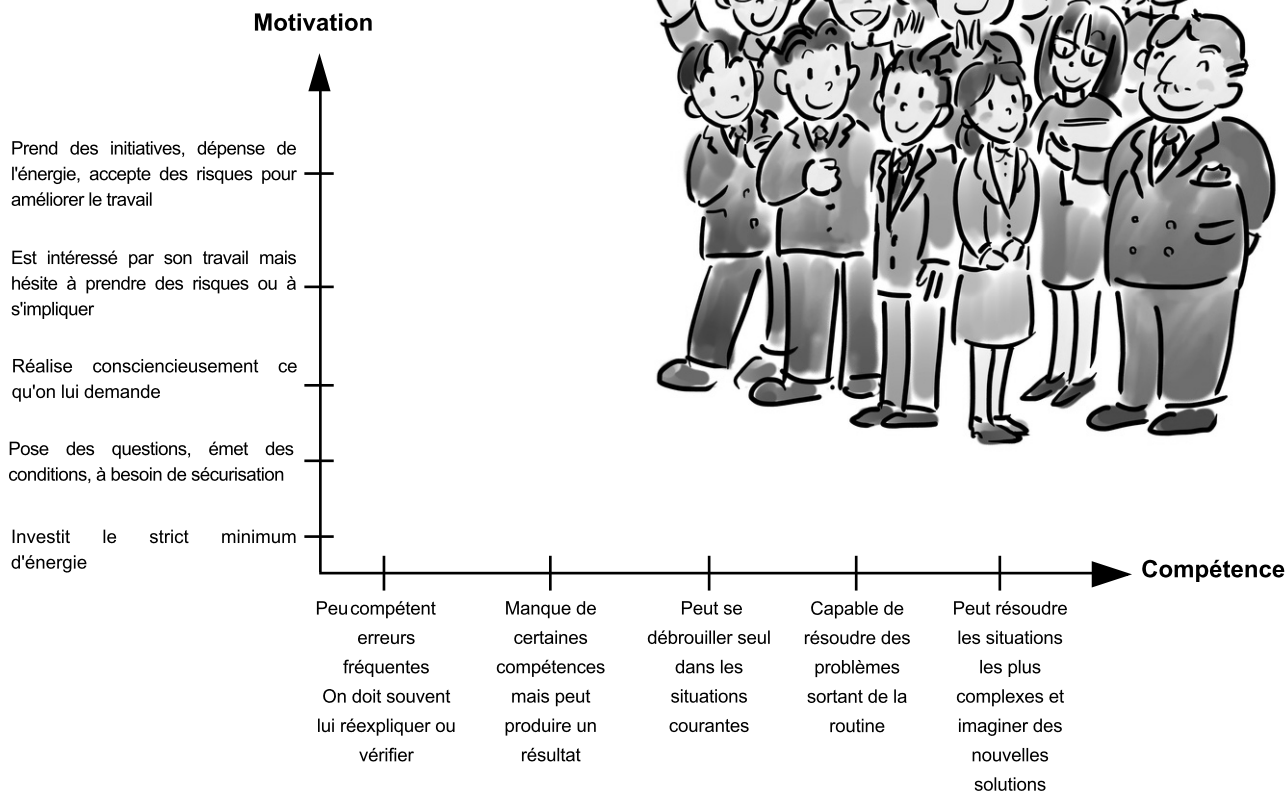 Motivation
Prend des initiatives, dépense de
l'énergie, accepte des risques pour
améliorer le travail
Est intéressé par son travail mais
hésite à prendre des risques ou à
s'impliquer
Réalise consciencieusement ce
qu'on lui demande
Pose des questions, émet des
conditions, à besoin de sécurisation
Investit le strict minimum
d'énergie
Compétence
Peu compétent
erreurs
fréquentes
On doit souvent
lui réexpliquer ou
vérifier
Manque de
certaines
compétences
mais peut
produire un
résultat
Peut se
débrouiller seul
dans les
situations
courantes
Capable de
résoudre des
problèmes
sortant de la
routine
Peut résoudre
les situations
les plus
complexes et
imaginer des
nouvelles
solutions